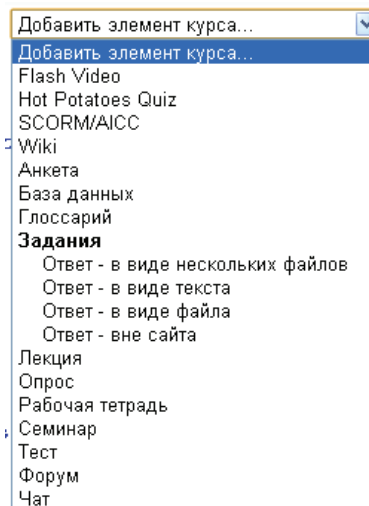 Добавить элемент курса...
Добавить элемент курса...
Flash Video
Hot Potatoes Quiz
SCORM/AICC
Wiki
Анкета
База данных
Глоссарий
Задания
Ответ - в виде нескольких файлов
Ответ - в виде текста
Ответ - в виде файла
Ответ - вне сайта
Лекция
Опрос
Рабочая тетрадь
Семинар
Тест
Форум
Чат